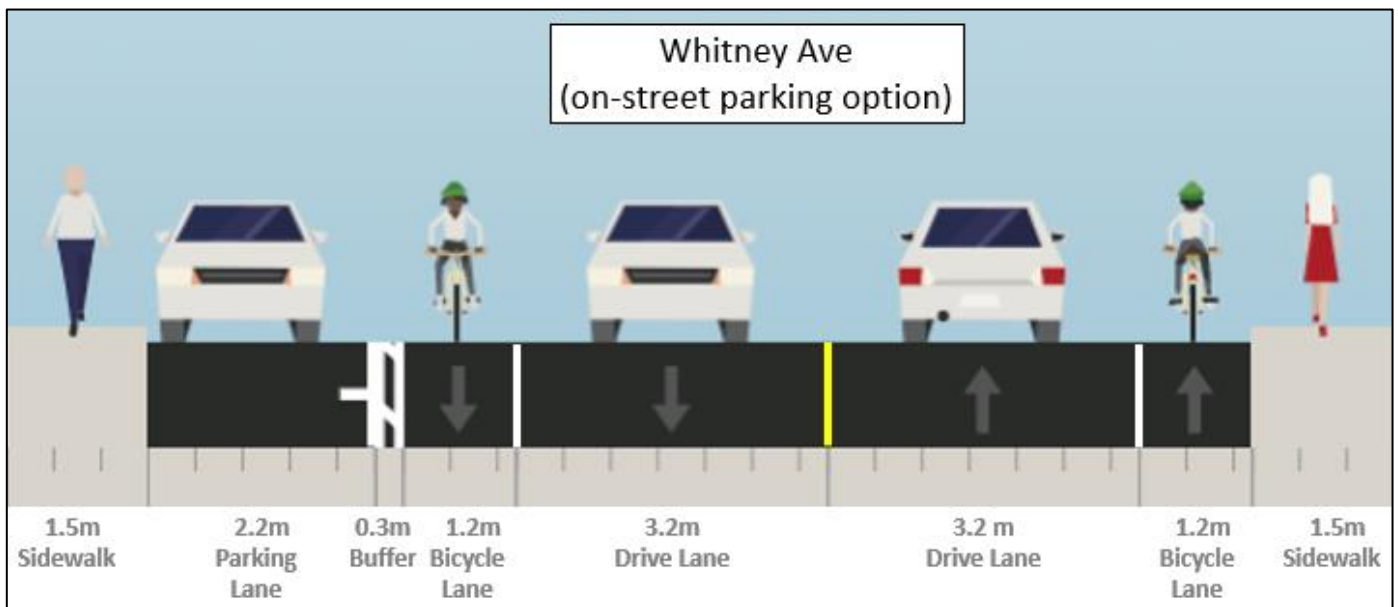 Whitney Ave
(on-street parking option)
1.5m
Sidewalk
2.2m
Parking
Lane
0.3m
Buffer
1.2m
Bicycle
Lane
3.2m
Drive Lane
3.2 m
Drive Lane
1.2m
Bicycle
Lane
1.5m
Sidewalk